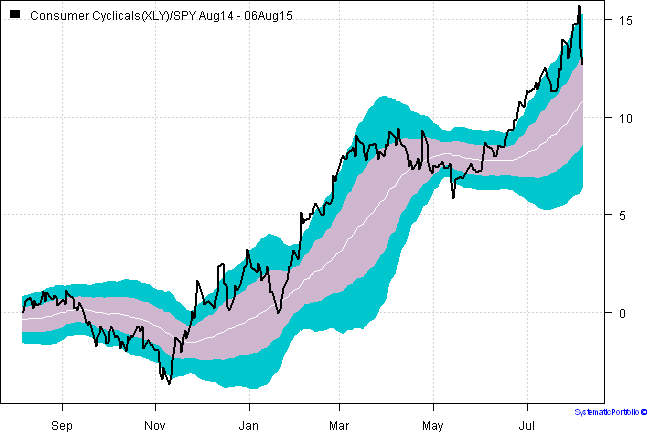 Consumer Cyclicals(XLY)/SPY Aug14 - 06Aug15
15
10
5
0
Sep Nov Jan Mar May Jul
SystematicPortfolio ©